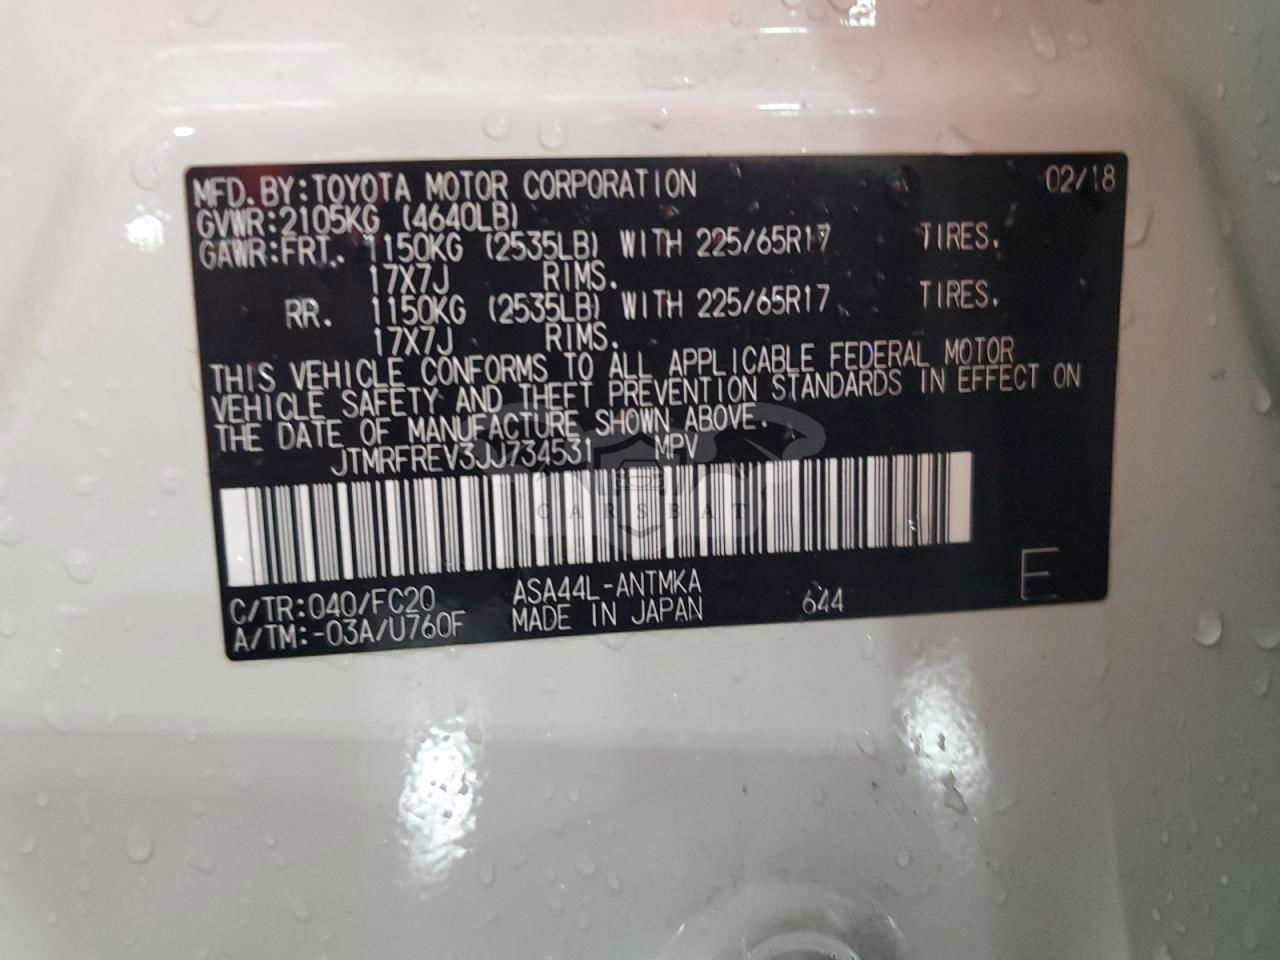 MFD. BY: TOYOTA MOTOR CORPORATION 02/18
GVWR: 2105KG (4640LB)
GAWR: FRT. 1150KG (2535LB) WITH 225/65R17 TIRES.
17X7J RIMS.
RR. 1150KG (2535LB) WITH 225/65R17 TIRES.
17X7J RIMS.
THIS VEHICLE CONFORMS TO ALL APPLICABLE FEDERAL MOTOR
VEHICLE SAFETY AND THEFT PREVENTION STANDARDS IN EFFECT ON
THE DATE OF MANUFACTURE SHOWN ABOVE.
JTMRFREV3JJ734531 MPV
CARSBAT
C/TR: 040/FC20 ASA44L-ANTMKA 644 E
A/TM: -03A/U760F MADE IN JAPAN